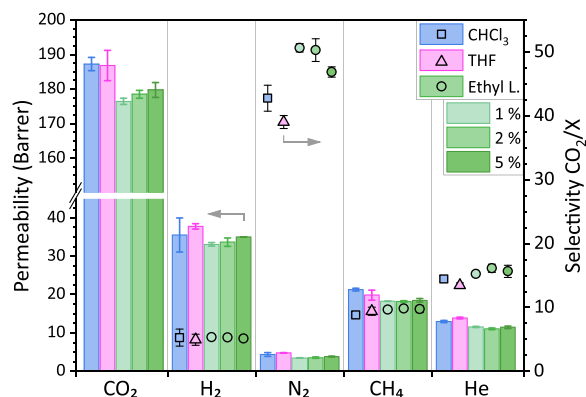 Permeability (Barrer)
200
190
180
170
160
40
30
20
10
0
CO₂
H₂
N₂
CH₄
He
50
40
30
20
10
0
Selectivity CO₂/X
CHCl₃
THF
Ethyl L.
1 %
2 %
5 %